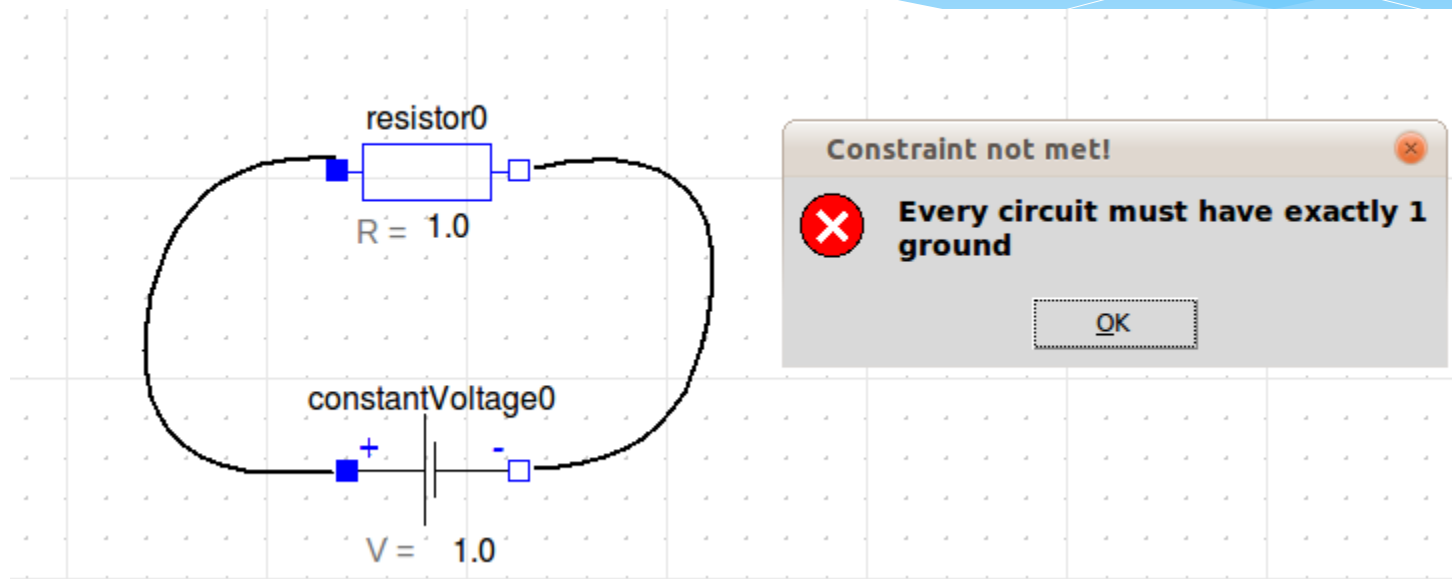 resistor0
R = 1.0
constantVoltage0
+ -
V = 1.0
Constraint not met!
Every circuit must have exactly 1
ground
OK